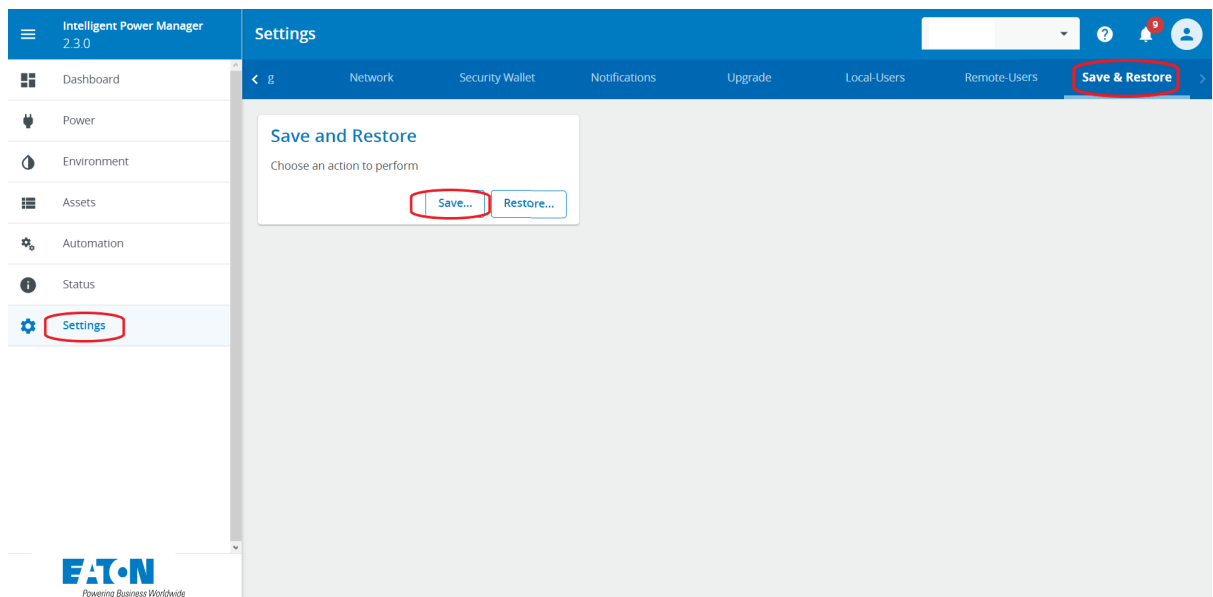 Intelligent Power Manager
2.3.0
Settings
9
Dashboard
Power
Environment
Assets
Automation
Status
Settings
g
Network
Security Wallet
Notifications
Upgrade
Local-Users
Remote-Users
Save & Restore
Save and Restore
Choose an action to perform
Save...
Restore...
EATON
Powering Business Worldwide